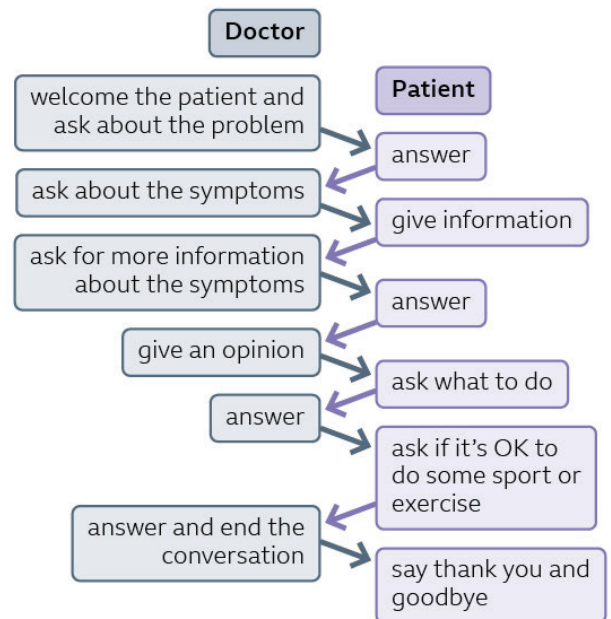 Doctor
Patient
welcome the patient and
ask about the problem
answer
ask about the symptoms
give information
ask for more information
about the symptoms
answer
give an opinion
ask what to do
answer
ask if it's OK to
do some sport or
exercise
answer and end the
conversation
say thank you and
goodbye